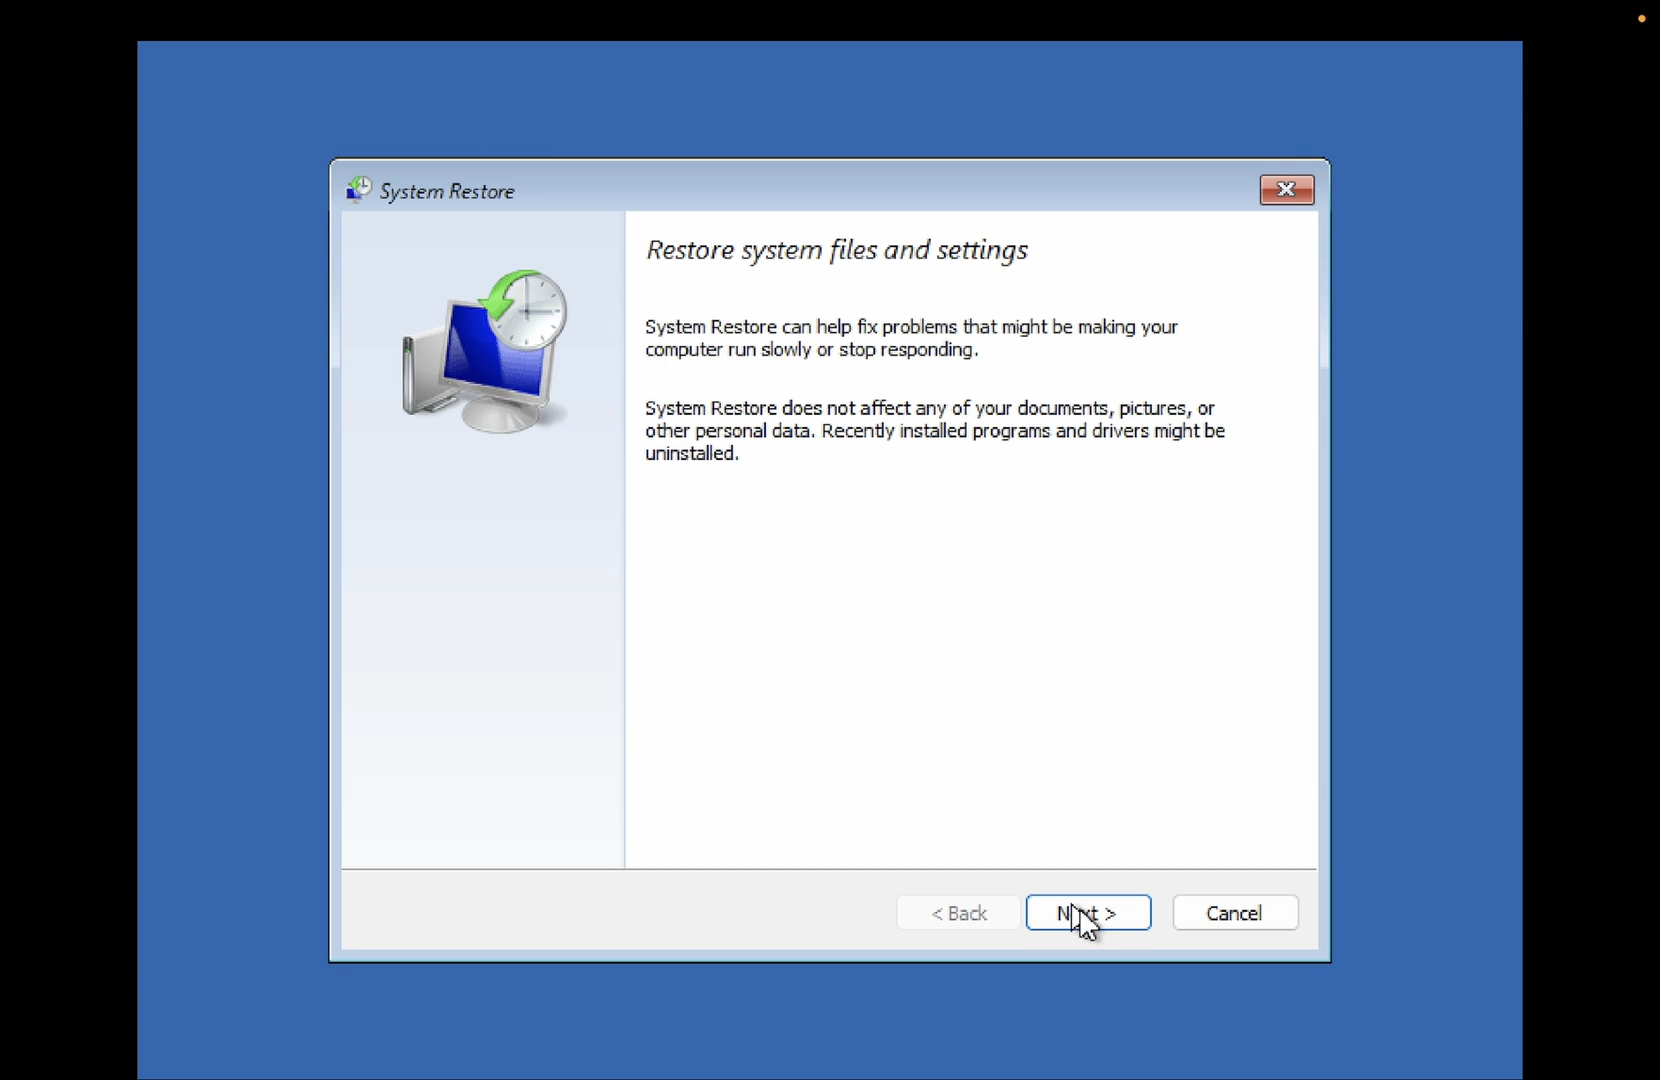 System Restore
Restore system files and settings
System Restore can help fix problems that might be making your
computer run slowly or stop responding.
System Restore does not affect any of your documents, pictures, or
other personal data. Recently installed programs and drivers might be
uninstalled.
< Back
Next >
Cancel